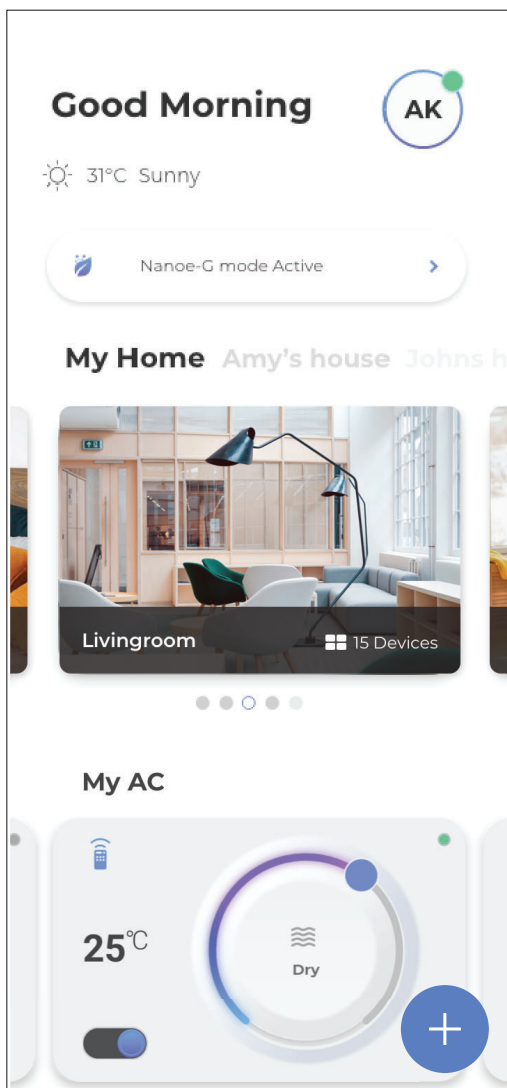 Good Morning
AK
31°C Sunny
Nanoe-G mode Active
My Home Amy's house Johns h
Livingroom
15 Devices
My AC
25°C
Dry